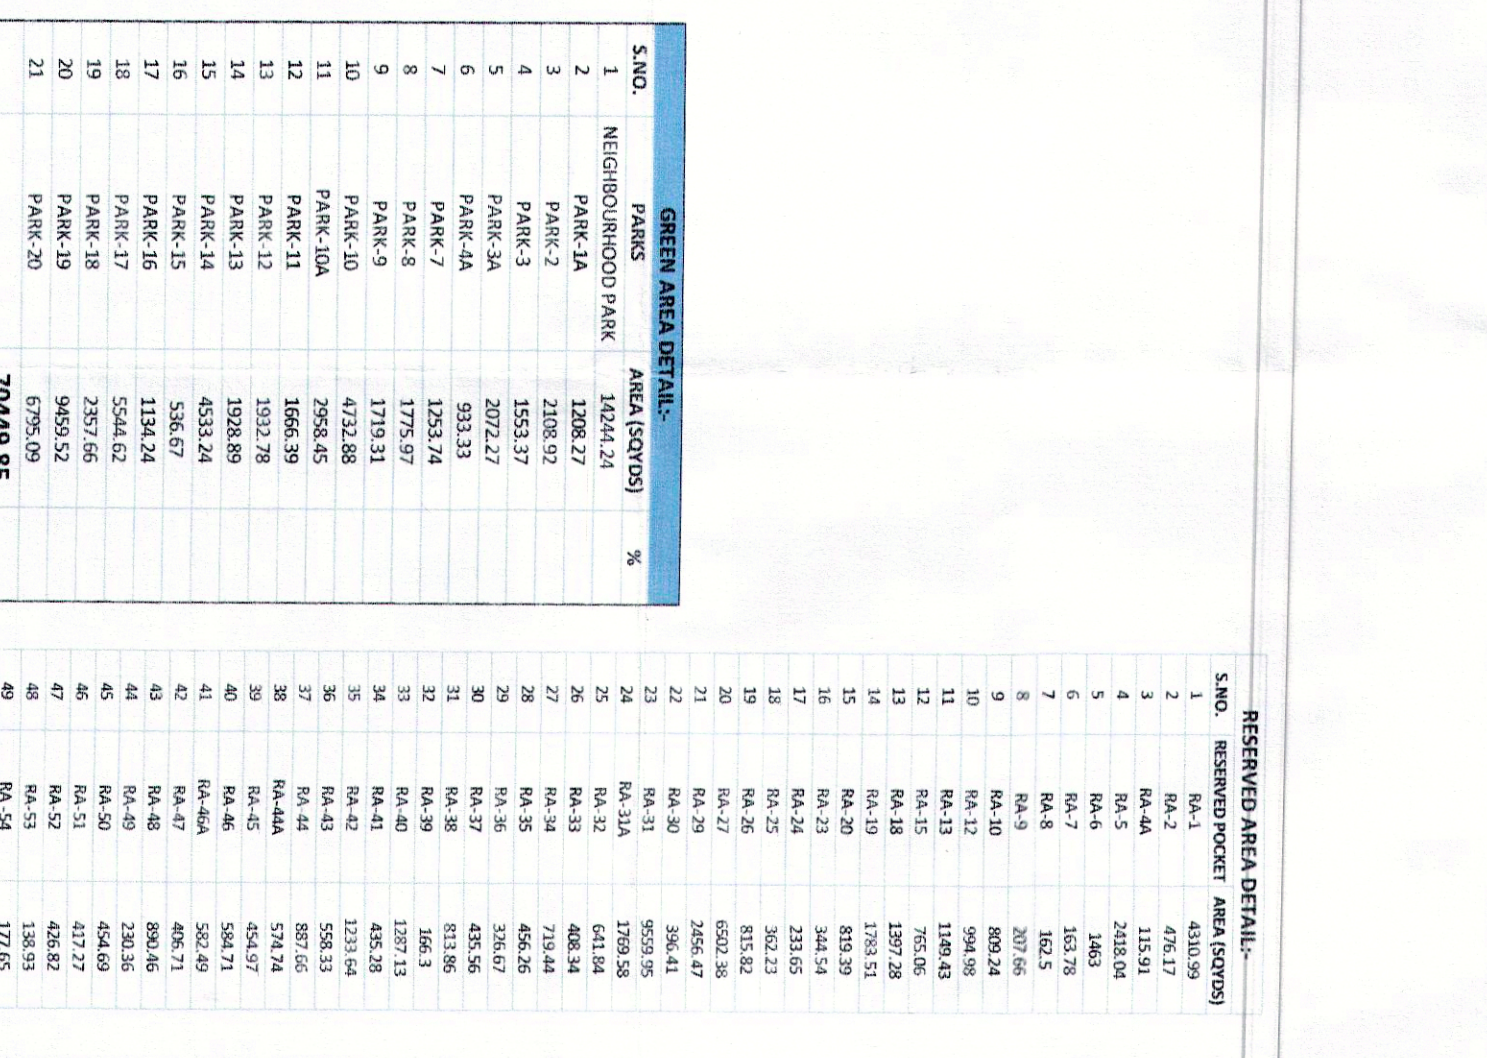 GREEN AREA DETAIL:-
S.NO. PARKS AREA (SQYDS) %
1 NEIGHBOURHOOD PARK 14244.24
2 PARK-1A 1208.27
3 PARK-2 2108.92
4 PARK-3 1553.37
5 PARK-3A 2072.27
6 PARK-4A 933.33
7 PARK-7 1253.74
8 PARK-8 1775.97
9 PARK-9 1719.31
10 PARK-10 4732.88
11 PARK-10A 2958.45
12 PARK-11 1666.39
13 PARK-12 1932.78
14 PARK-13 1928.89
15 PARK-14 4533.24
16 PARK-15 536.67
17 PARK-16 1134.24
18 PARK-17 5544.62
19 PARK-18 2357.66
20 PARK-19 9459.52
21 PARK-20 6795.09
RESERVED AREA DETAIL:-
S.NO. RESERVED POCKET AREA (SQYDS)
1 RA-1 4310.99
2 RA-2 476.17
3 RA-4A 115.91
4 RA-5 2418.04
5 RA-6 1463
6 RA-7 163.78
7 RA-8 162.5
8 RA-9 207.66
9 RA-10 809.24
10 RA-12 994.98
11 RA-13 1149.43
12 RA-15 765.06
13 RA-18 1397.28
14 RA-19 1783.51
15 RA-20 819.39
16 RA-23 344.54
17 RA-24 233.65
18 RA-25 362.23
19 RA-26 815.82
20 RA-27 6502.38
21 RA-29 2456.47
22 RA-30 396.41
23 RA-31 9559.95
24 RA-31A 1769.58
25 RA-32 641.84
26 RA-33 408.34
27 RA-34 719.44
28 RA-35 456.26
29 RA-36 326.67
30 RA-37 435.56
31 RA-38 813.86
32 RA-39 166.3
33 RA-40 1287.13
34 RA-41 435.28
35 RA-42 1233.64
36 RA-43 558.33
37 RA-44 887.66
38 RA-44A 574.74
39 RA-45 454.97
40 RA-46 584.71
41 RA-46A 582.49
42 RA-47 406.71
43 RA-48 890.46
44 RA-49 230.36
45 RA-50 454.69
46 RA-51 417.27
47 RA-52 426.82
48 RA-53 138.93
49 RA-54 177.65